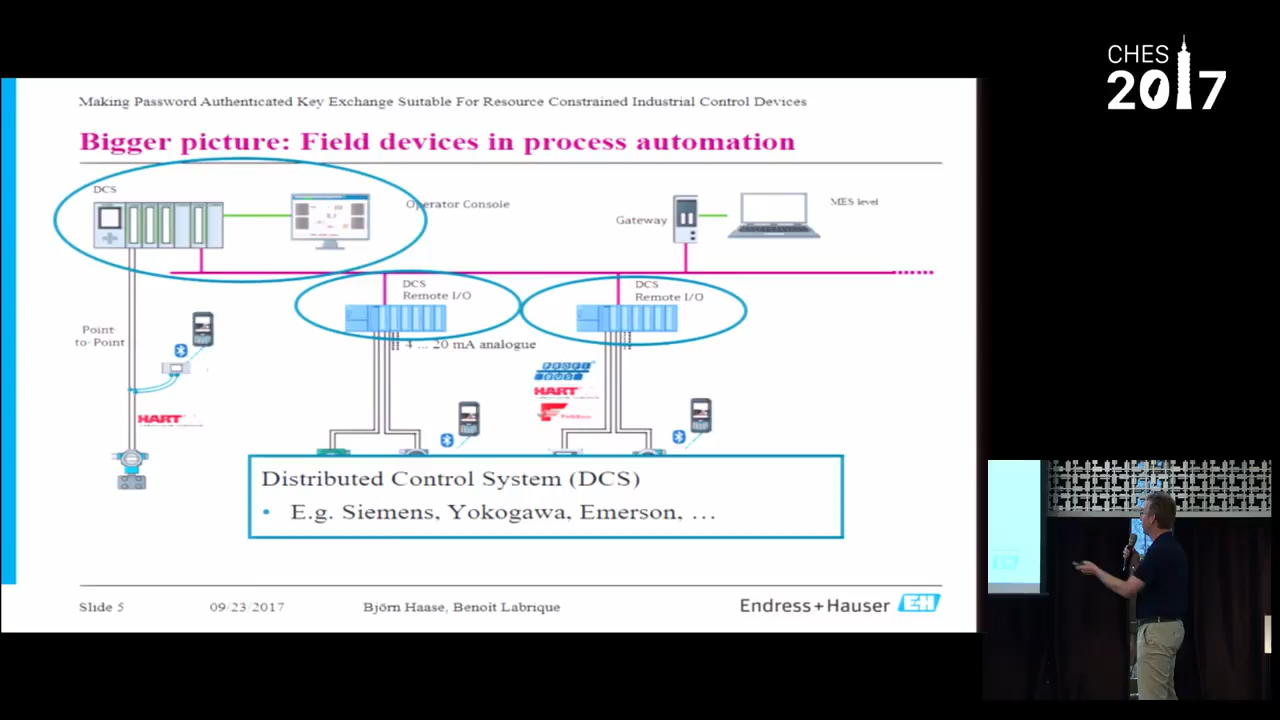 CHES
2017
Making Password Authenticated Key Exchange Suitable For Resource Constrained Industrial Control Devices
Bigger picture: Field devices in process automation
DCS
Operator Console
Gateway
MES level
DCS
Remote I/O
DCS
Remote I/O
Point-
to- Point
4 ... 20 mA analogue
PROFI
BUS
HART
HART
Distributed Control System (DCS)
• E.g. Siemens, Yokogawa, Emerson, …
Slide 5
09/23/2017
Björn Haase, Benoit Labrique
Endress+Hauser
EH